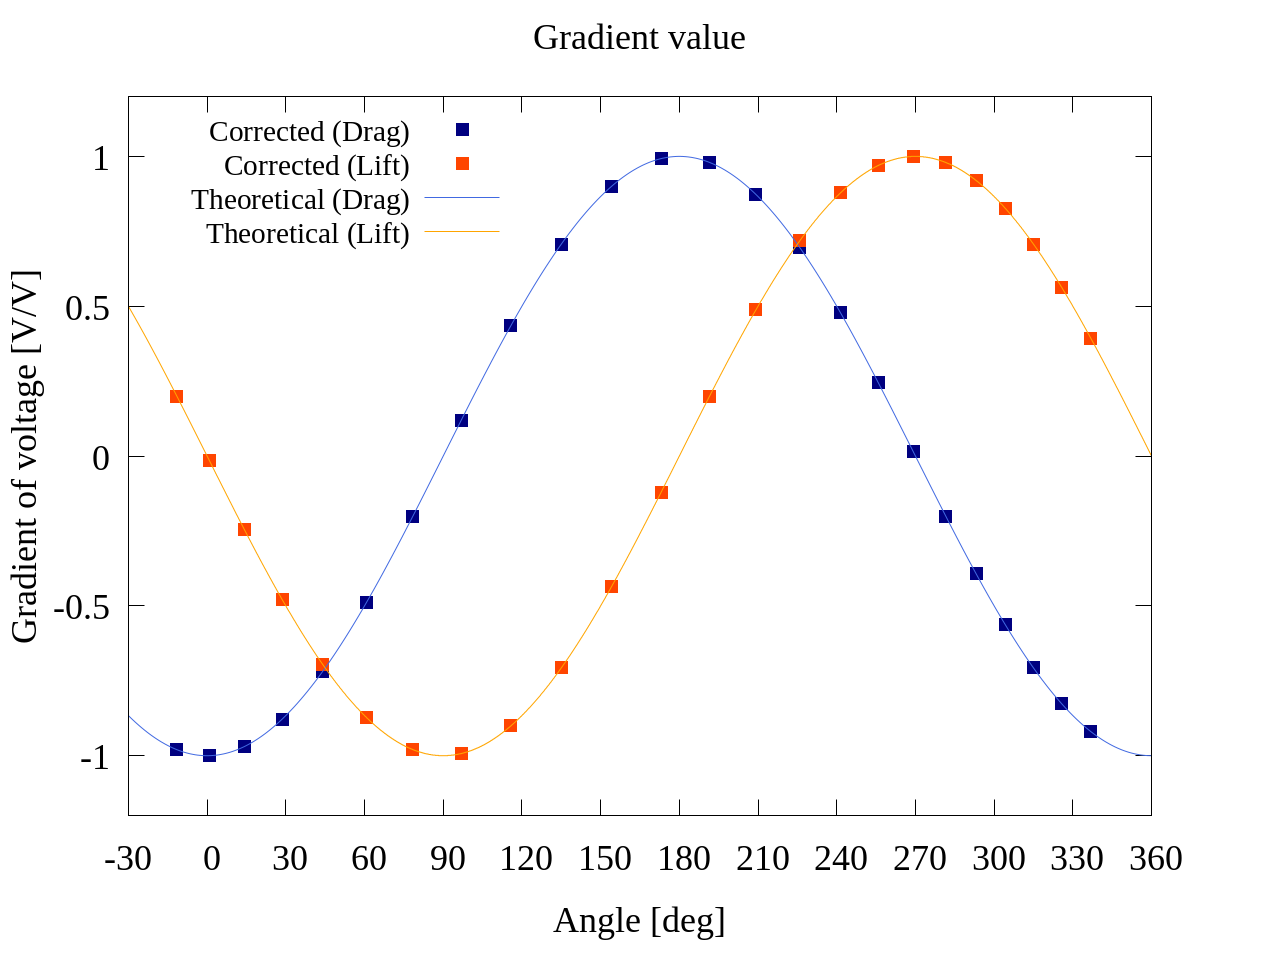 Gradient value
Corrected (Drag)
Corrected (Lift)
Theoretical (Drag)
Theoretical (Lift)
1
0.5
0
-0.5
-1
Gradient of voltage [V/V]
-30 0 30 60 90 120 150 180 210 240 270 300 330 360
Angle [deg]